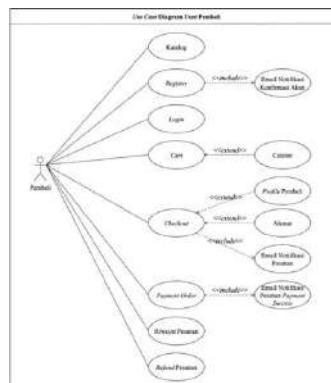 Use Case Diagram User Pembeli
Katalog
Register
<<include>>
Email Notifikasi
Konfirmasi Akun
Login
Cart
<<extend>>
Catatan
Pembeli
<<extend>>
Profile Pembeli
Checkout
<<extend>>
Alamat
<<include>>
Email Notifikasi
Pesanan
Payment Order
<<include>>
Email Notifikasi
Pesanan Payment
Success
Riwayat Pesanan
Refund Pesanan